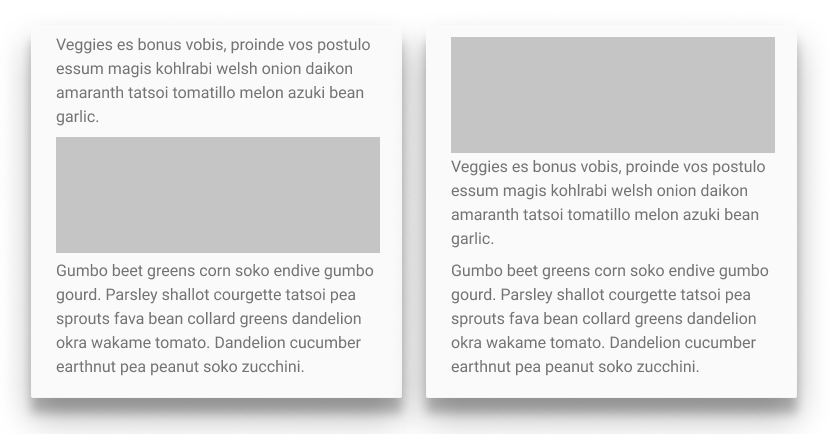 Veggies es bonus vobis, proinde vos postulo
essum magis kohlrabi welsh onion daikon
amaranth tatsoi tomatillo melon azuki bean
garlic.
Gumbo beet greens corn soko endive gumbo
gourd. Parsley shallot courgette tatsoi pea
sprouts fava bean collard greens dandelion
okra wakame tomato. Dandelion cucumber
earthnut pea peanut soko zucchini.
Veggies es bonus vobis, proinde vos postulo
essum magis kohlrabi welsh onion daikon
amaranth tatsoi tomatillo melon azuki bean
garlic.
Gumbo beet greens corn soko endive gumbo
gourd. Parsley shallot courgette tatsoi pea
sprouts fava bean collard greens dandelion
okra wakame tomato. Dandelion cucumber
earthnut pea peanut soko zucchini.